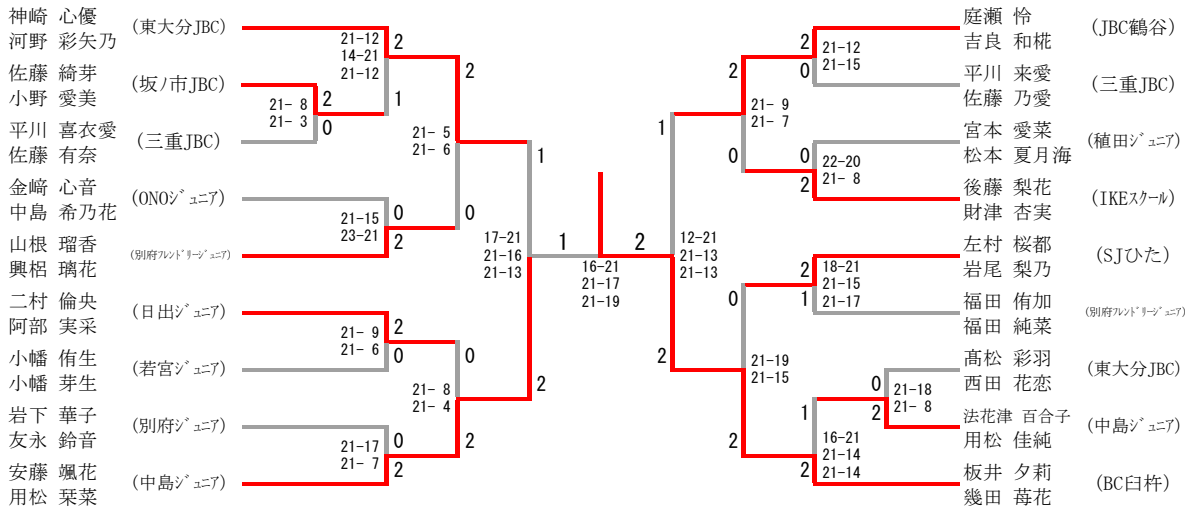 神崎 心優
河野 彩矢乃
(東大分JBC)
佐藤 綺芽
小野 愛美
(坂ノ市JBC)
平川 喜衣愛
佐藤 有奈
(三重JBC)
金﨑 心音
中島 希乃花
(ONOジュニア)
山根 瑠香
興梠 璃花
(別府フレンドリージュニア)
二村 倫央
阿部 実采
(日出ジュニア)
小幡 侑生
小幡 芽生
(若宮ジュニア)
岩下 華子
友永 鈴音
(別府ジュニア)
安藤 颯花
用松 栞菜
(中島ジュニア)
21-12
14-21
21-12
2
1
21- 8
21- 3
2
0
21- 5
21- 6
2
0
21-15
23-21
0
2
17-21
21-16
21-13
1
2
21- 9
21- 6
2
0
21- 8
21- 4
0
2
21-17
21- 7
0
2
1
2
16-21
21-17
21-19
12-21
21-13
21-13
1
2
21- 9
21- 7
2
0
21-12
21-15
2
0
22-20
21- 8
0
2
21-19
21-15
0
2
18-21
21-15
21-17
2
1
16-21
21-14
21-14
1
2
21-18
21- 8
0
2
庭瀬 怜
吉良 和椛
(JBC鶴谷)
平川 来愛
佐藤 乃愛
(三重JBC)
宮本 愛菜
松本 夏月海
(稙田ジュニア)
後藤 梨花
財津 杏実
(IKEスクール)
左村 桜都
岩尾 梨乃
(SJひた)
福田 侑加
福田 純菜
(別府フレンドリージュニア)
髙松 彩羽
西田 花恋
(東大分JBC)
法花津 百合子
用松 佳純
(中島ジュニア)
板井 夕莉
幾田 苺花
(BC臼杵)